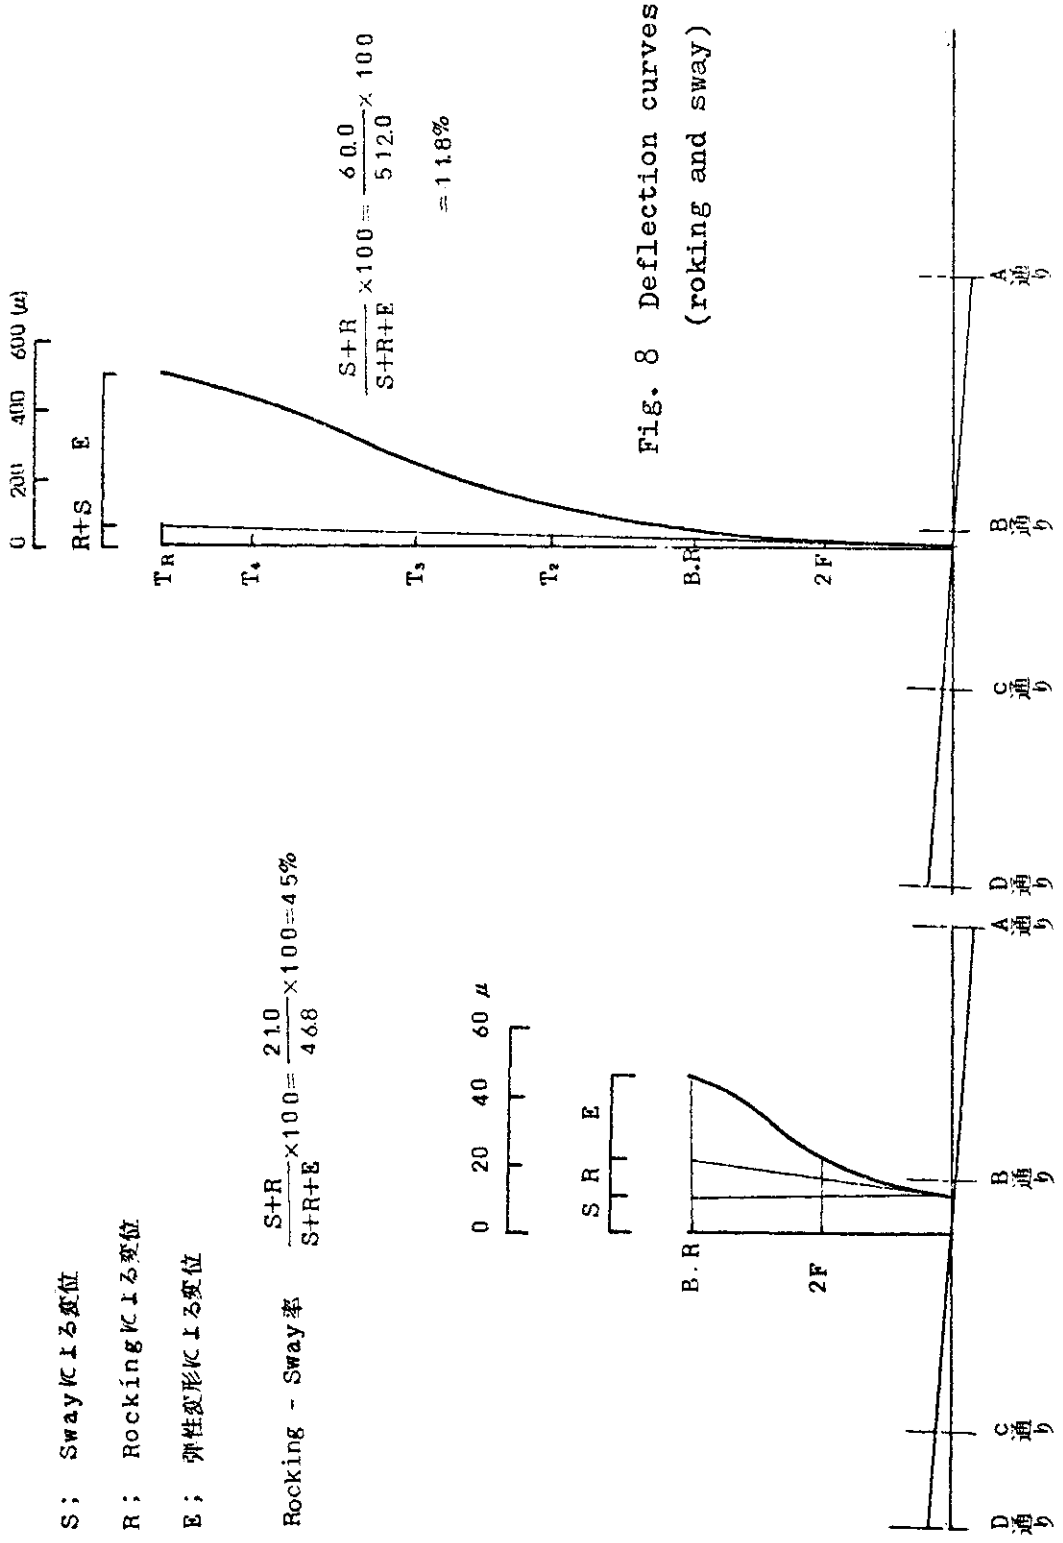 S; Swayによる変位
R; Rockingによる変位
E; 弾性変形による変位
Rocking - Sway率
S+R
S+R+E
×100=
21.0
46.8
×100=45%
0 20 40 60 μ
S R E
B.R
2F
D通り
C通り
B通り
A通り
0 200 400 600 (μ)
R+S E
TR
T4
T3
T2
B.R
2F
S+R
S+R+E
×100=
60.0
512.0
×100
=11.8%
D通り
C通り
B通り
A通り
Fig. 8 Deflection curves
(roking and sway)